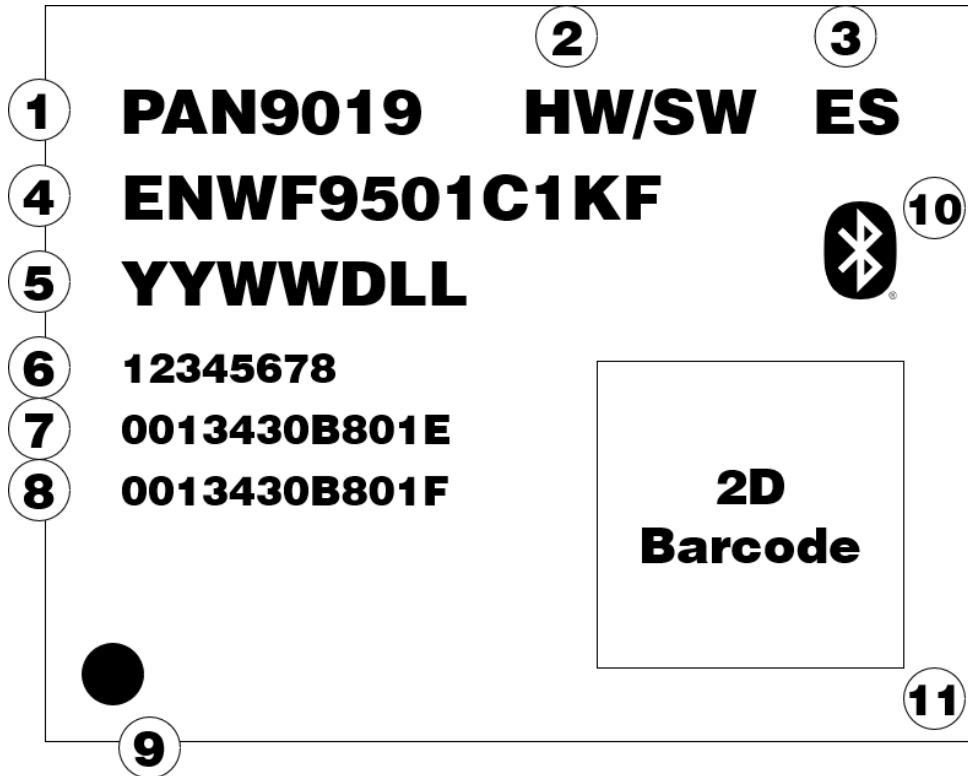 2 3
1 PAN9019 HW/SW ES
4 ENWF9501C1KF
10
5 YYWWDLL
®
6 12345678
7 0013430B801E
8 0013430B801F
2D
Barcode
11
9